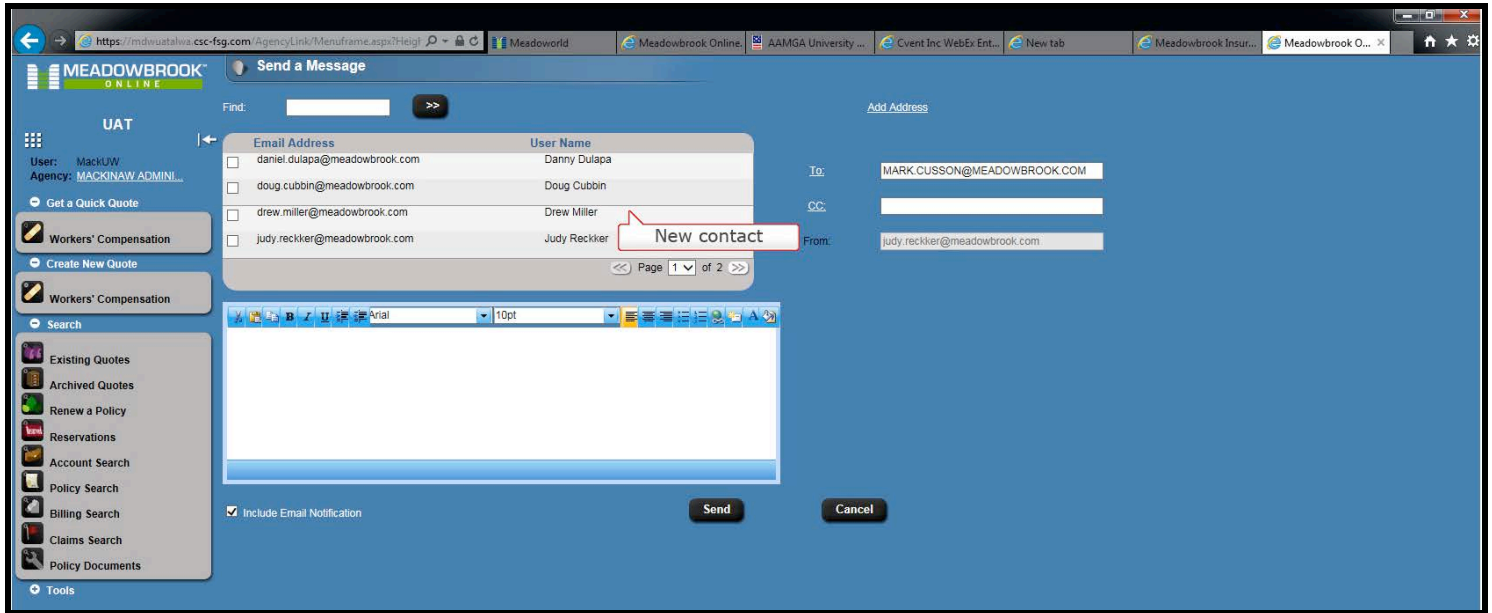 https://mdwuatalwa.csc-fsg.com/AgencyLink/Menuframe.aspx?Heigl
Meadoworld
Meadowbrook Online.
AAMGA University ...
Cvent Inc WebEx Ent...
New tab
Meadowbrook Insur...
Meadowbrook O...
MEADOWBROOK
ONLINE
Send a Message
Find:
>>
Add Address
UAT
User: MackUW
Agency: MACKINAW ADMINI...
Email Address User Name
daniel.dulapa@meadowbrook.com Danny Dulapa
doug.cubbin@meadowbrook.com Doug Cubbin
drew.miller@meadowbrook.com Drew Miller
judy.reckker@meadowbrook.com Judy Reckker
New contact
Page 1 of 2
To: MARK.CUSSON@MEADOWBROOK.COM
CC:
From: judy.reckker@meadowbrook.com
Get a Quick Quote
Workers' Compensation
Create New Quote
Workers' Compensation
Search
Existing Quotes
Archived Quotes
Renew a Policy
Reservations
Account Search
Policy Search
Billing Search
Claims Search
Policy Documents
Tools
B I U Arial 10pt A
Include Email Notification
Send
Cancel